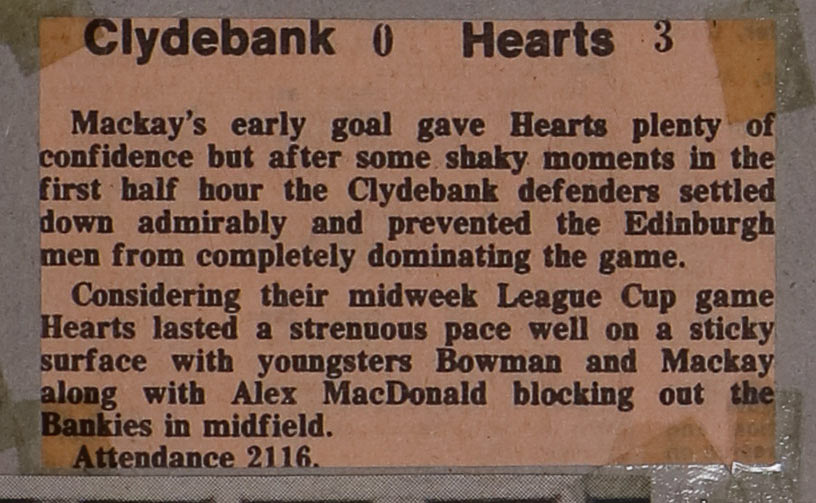 Clydebank 0 Hearts 3
Mackay's early goal gave Hearts plenty of
confidence but after some shaky moments in the
first half hour the Clydebank defenders settled
down admirably and prevented the Edinburgh
men from completely dominating the game.
Considering their midweek League Cup game
Hearts lasted a strenuous pace well on a sticky
surface with youngsters Bowman and Mackay
along with Alex MacDonald blocking out the
Bankies in midfield.
Attendance 2116.